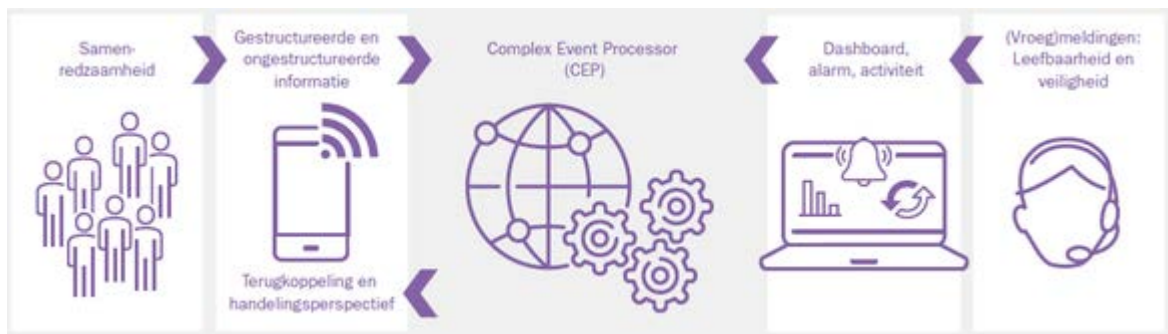 Samen-
redzaamheid
Gestructureerde en
ongestructureerde
informatie
Terugkoppeling en
handelingsperspectief
Complex Event Processor
(CEP)
Dashboard,
alarm, activiteit
(Vroeg)meldingen:
Leefbaarheid en
veiligheid